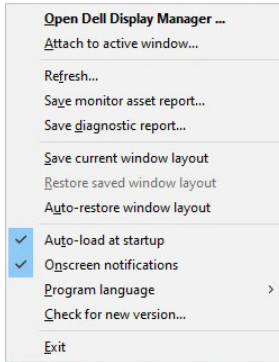 Open Dell Display Manager ...
Attach to active window...
Refresh...
Save monitor asset report...
Save diagnostic report...
Save current window layout
Restore saved window layout
Auto-restore window layout
Auto-load at startup
Onscreen notifications
Program language
Check for new version...
Exit